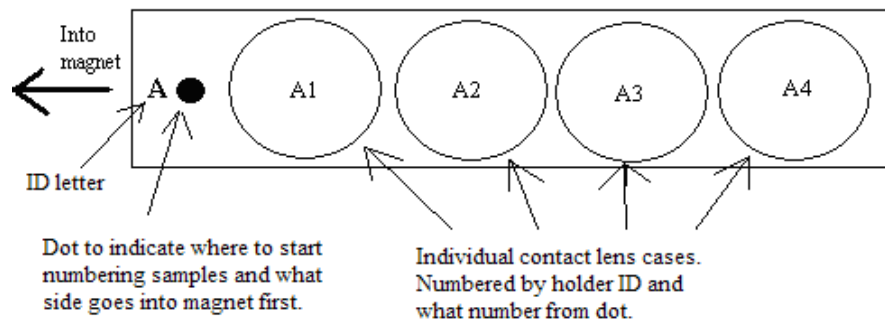 Into
magnet
A
A1
A2
A3
A4
ID letter
Dot to indicate where to start
numbering samples and what
side goes into magnet first.
Individual contact lens cases.
Numbered by holder ID and
what number from dot.